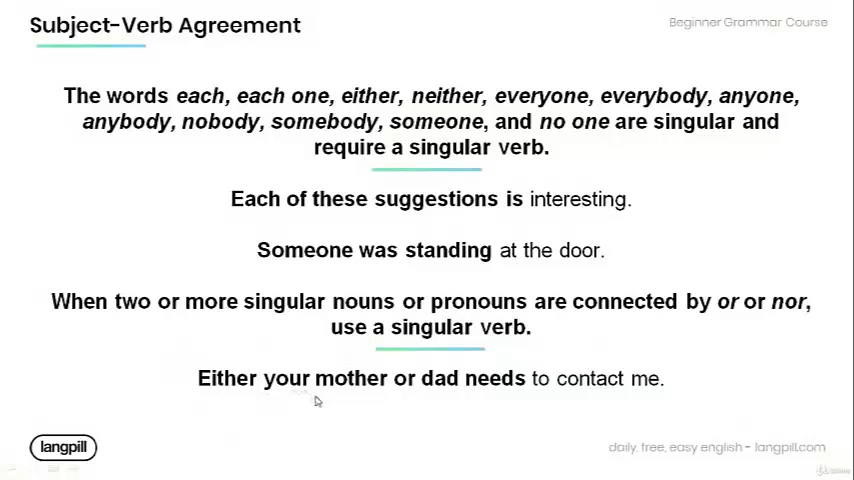 Subject-Verb Agreement
Beginner Grammar Course
The words each, each one, either, neither, everyone, everybody, anyone,
anybody, nobody, somebody, someone, and no one are singular and
require a singular verb.
Each of these suggestions is interesting.
Someone was standing at the door.
When two or more singular nouns or pronouns are connected by or or nor,
use a singular verb.
Either your mother or dad needs to contact me.
langpill
daily, free, easy english - langpill.com